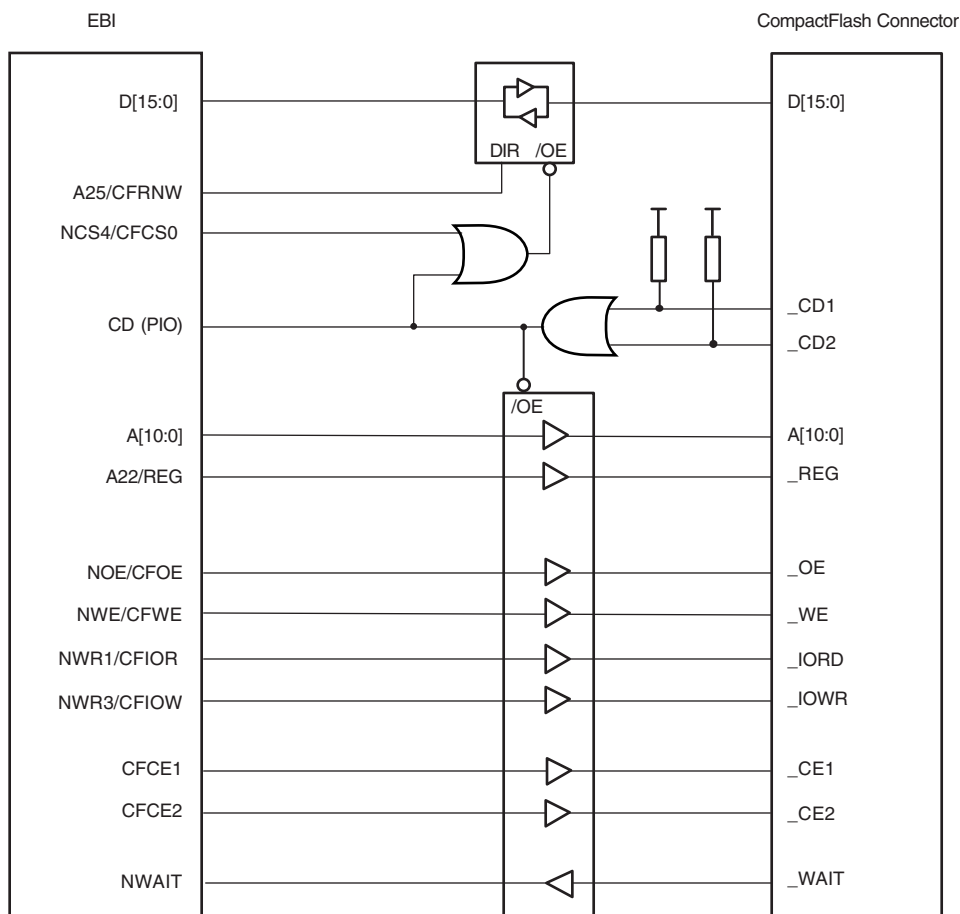 EBI
CompactFlash Connector
D[15:0]
D[15:0]
DIR /OE
A25/CFRNW
NCS4/CFCS0
_CD1
CD (PIO)
_CD2
/OE
A[10:0]
A[10:0]
A22/REG
_REG
NOE/CFOE
_OE
NWE/CFWE
_WE
NWR1/CFIOR
_IORD
NWR3/CFIOW
_IOWR
CFCE1
_CE1
CFCE2
_CE2
NWAIT
_WAIT